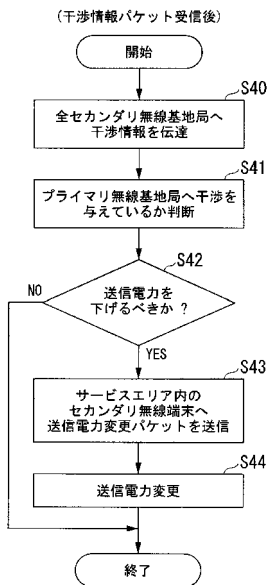 (干渉情報パケット受信後)
開始
S40
全セカンダリ無線基地局へ
干渉情報を伝達
S41
プライマリ無線基地局へ干渉を
与えているか判断
S42
送信電力を
下げるべきか ?
NO
YES
S43
サービスエリア内の
セカンダリ無線端末へ
送信電力変更パケットを送信
S44
送信電力変更
終了